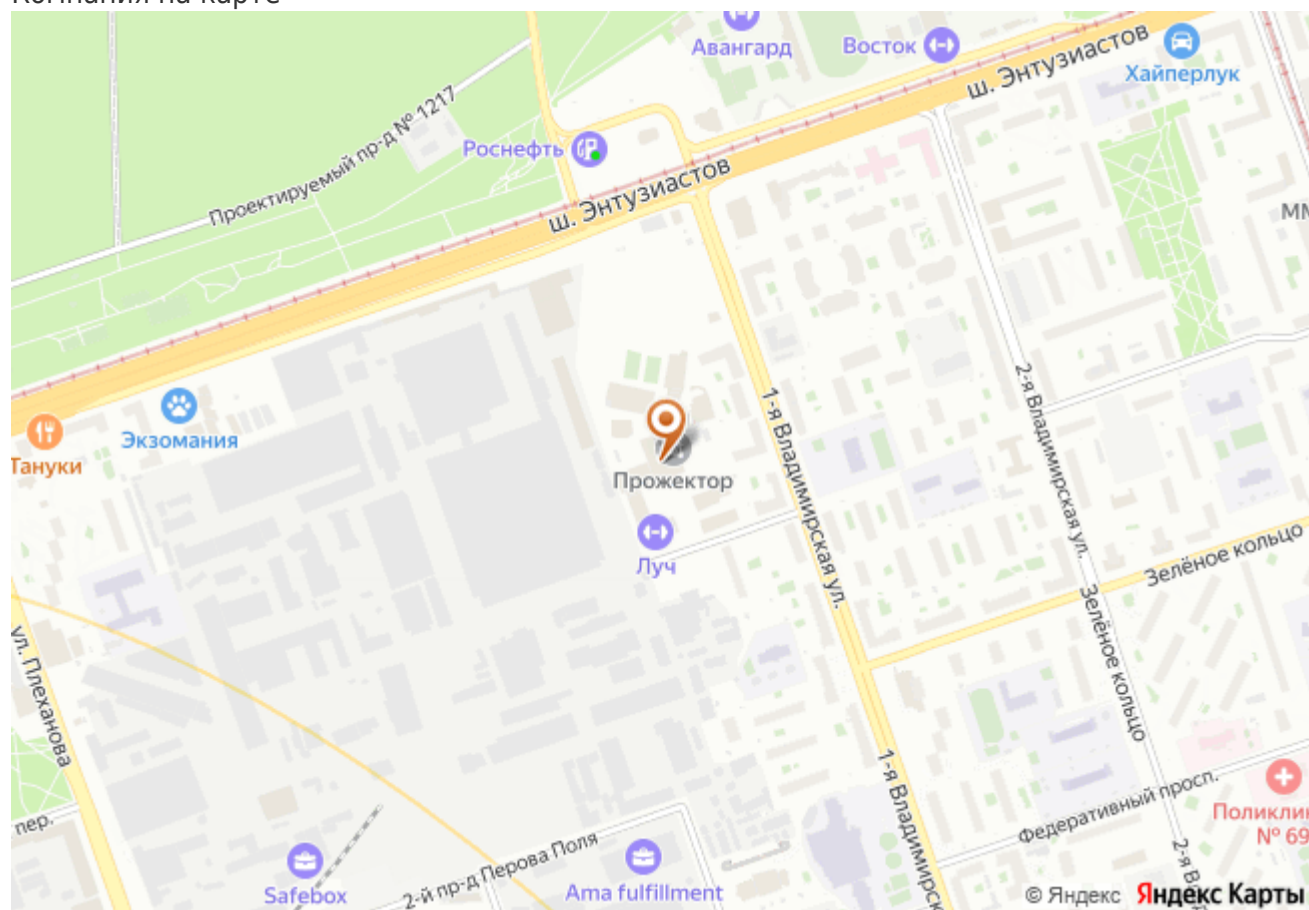 Компания на карте
Авангард
Восток
ш. Энтузиастов
Хайперлук
Проектируемый пр-д № 1217
Роснефть
ш. Энтузиастов
Экзомания
Тануки
1-я Владимирская ул.
2-я Владимирская ул.
Прожектор
Луч
Зелёное кольцо
Зелёное кольцо
ул. Плеханова
1-я Владимирск
Федеративный просп.
Поликлин
№ 69
пер.
2-й пр-д Перова Поля
Safebox
Ama fulfillment
© Яндекс Яндекс Карты